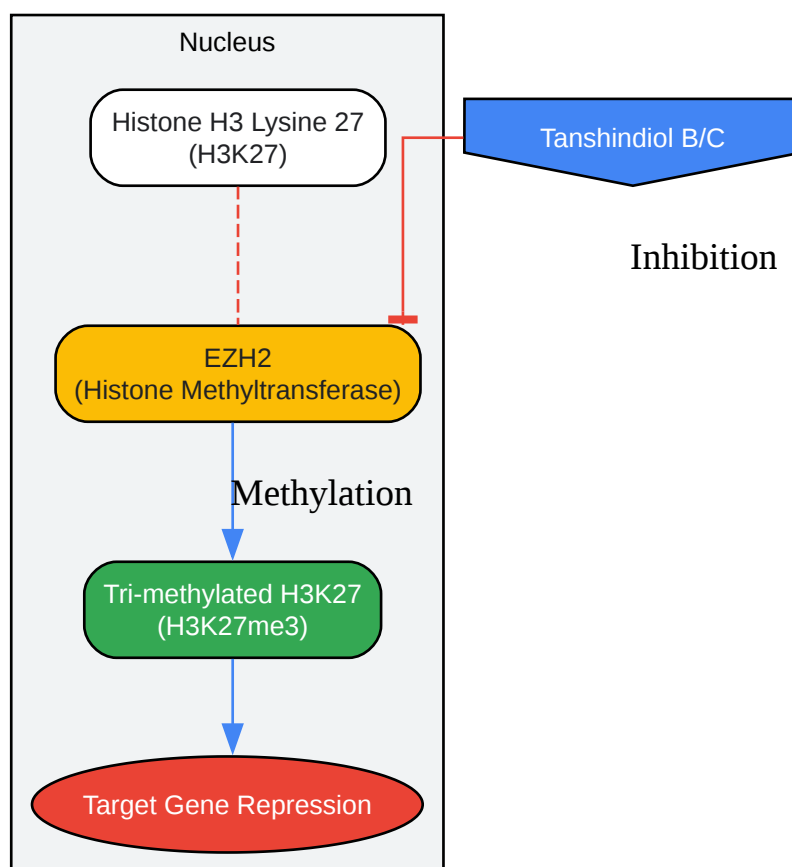 Nucleus
Histone H3 Lysine 27
(H3K27)
Tanshindiol B/C
Inhibition
EZH2
(Histone Methyltransferase)
Methylation
Tri-methylated H3K27
(H3K27me3)
Target Gene Repression